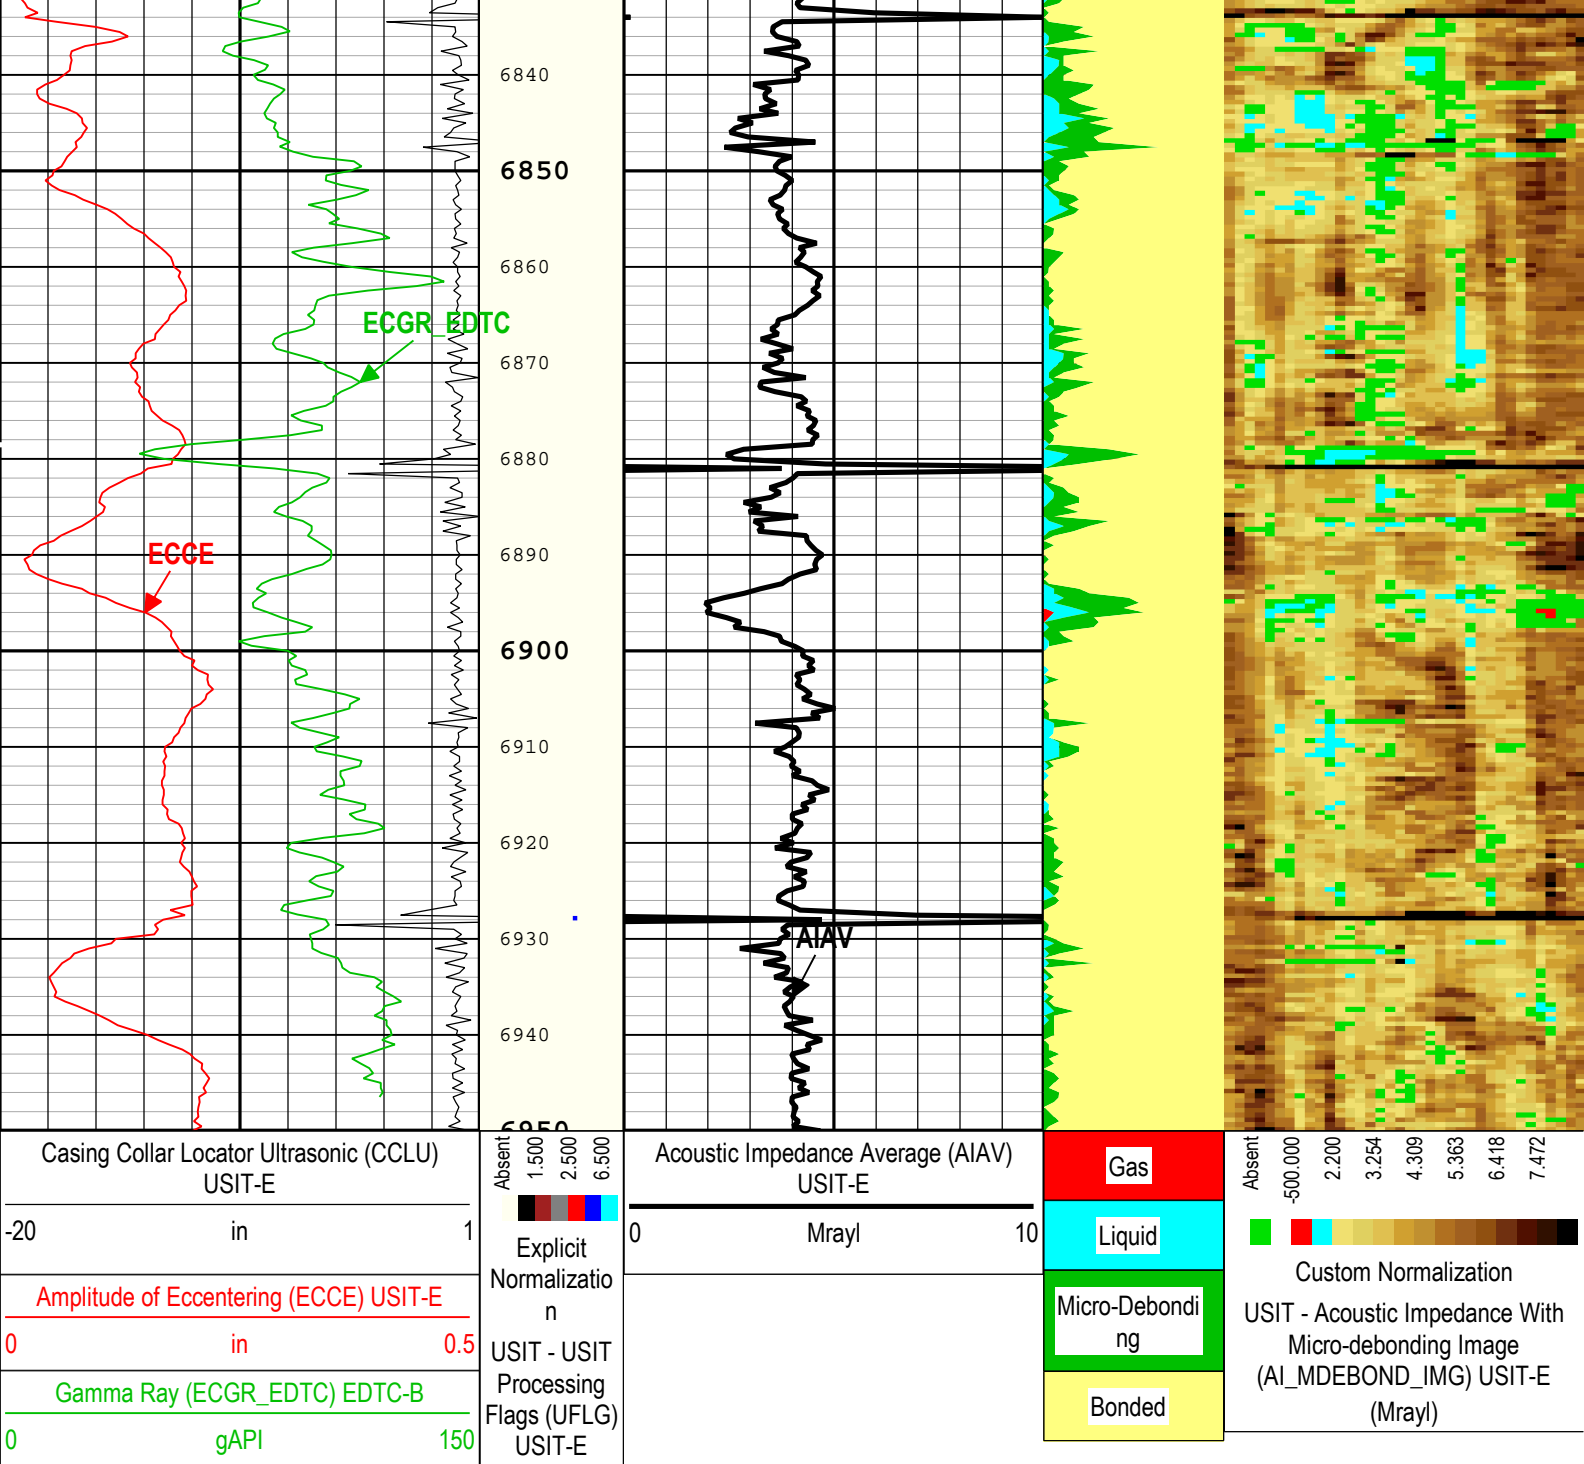 6840
6850
6860
ECGR_EDTC
6870
6880
6890
ECCE
6900
6910
6920
6930
AIAV
6940
6950
Casing Collar Locator Ultrasonic (CCLU)
USIT-E
-20 in 1
Amplitude of Eccentering (ECCE) USIT-E
0 in 0.5
Gamma Ray (ECGR_EDTC) EDTC-B
0 gAPI 150
Absent 1.500 2.500 6.500
Explicit
Normalizatio
n
USIT - USIT
Processing
Flags (UFLG)
USIT-E
Acoustic Impedance Average (AIAV)
USIT-E
0 Mrayl 10
Gas
Liquid
Micro-Debondi
ng
Bonded
Absent -500.000 2.200 3.254 4.309 5.363 6.418 7.472
Custom Normalization
USIT - Acoustic Impedance With
Micro-debonding Image
(AI_MDEBOND_IMG) USIT-E
(Mrayl)